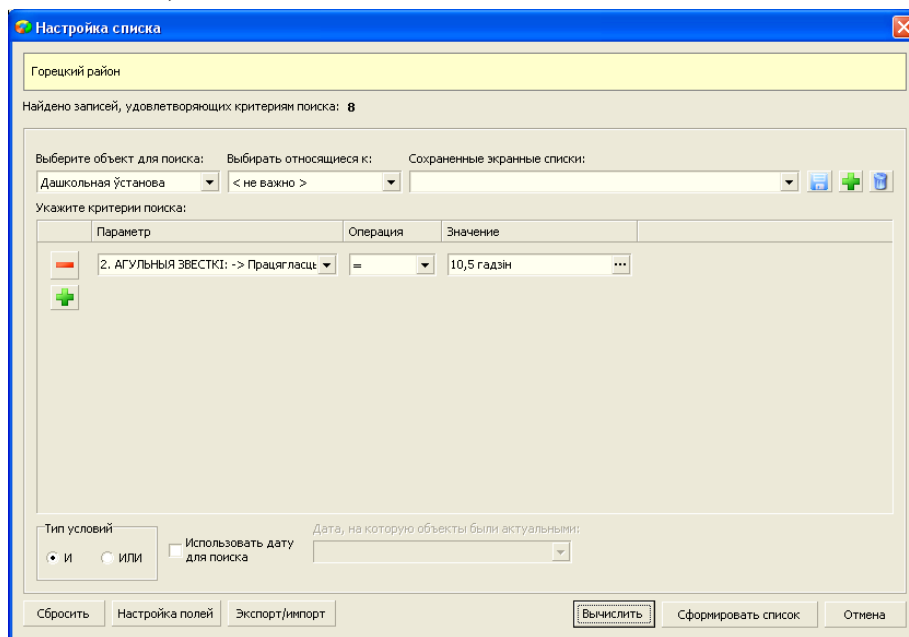 Настройка списка
Горецкий район
Найдено записей, удовлетворяющих критериям поиска: 8
Выберите объект для поиска: Выбирать относящиеся к: Сохраненные экранные списки:
Дашкольная ўстанова < не важно >
Укажите критерии поиска:
Параметр Операция Значение
2. АГУЛЬНЫЯ ЗВЕСТКІ: -> Працягласць = 10,5 гадзін ...
Тип условий
Дата, на которую объекты были актуальными:
И ИЛИ Использовать дату
для поиска
Сбросить Настройка полей Экспорт/импорт Вычислить Сформировать список Отмена